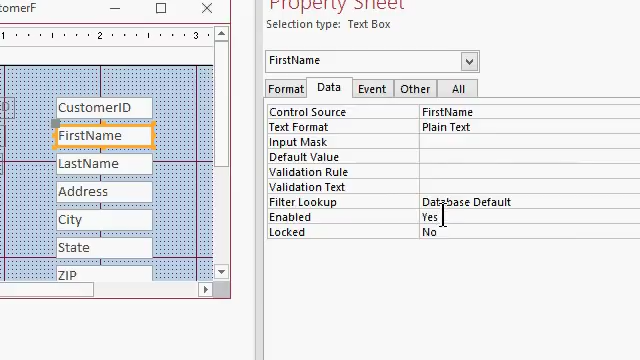 tomerF
Property Sheet
Selection type: Text Box
1
2
3
FirstName
Format Data Event Other All
D
CustomerID
FirstName
LastName
Address
City
State
ZIP
Control Source FirstName
Text Format Plain Text
Input Mask
Default Value
Validation Rule
Validation Text
Filter Lookup Database Default
Enabled Yes
Locked No